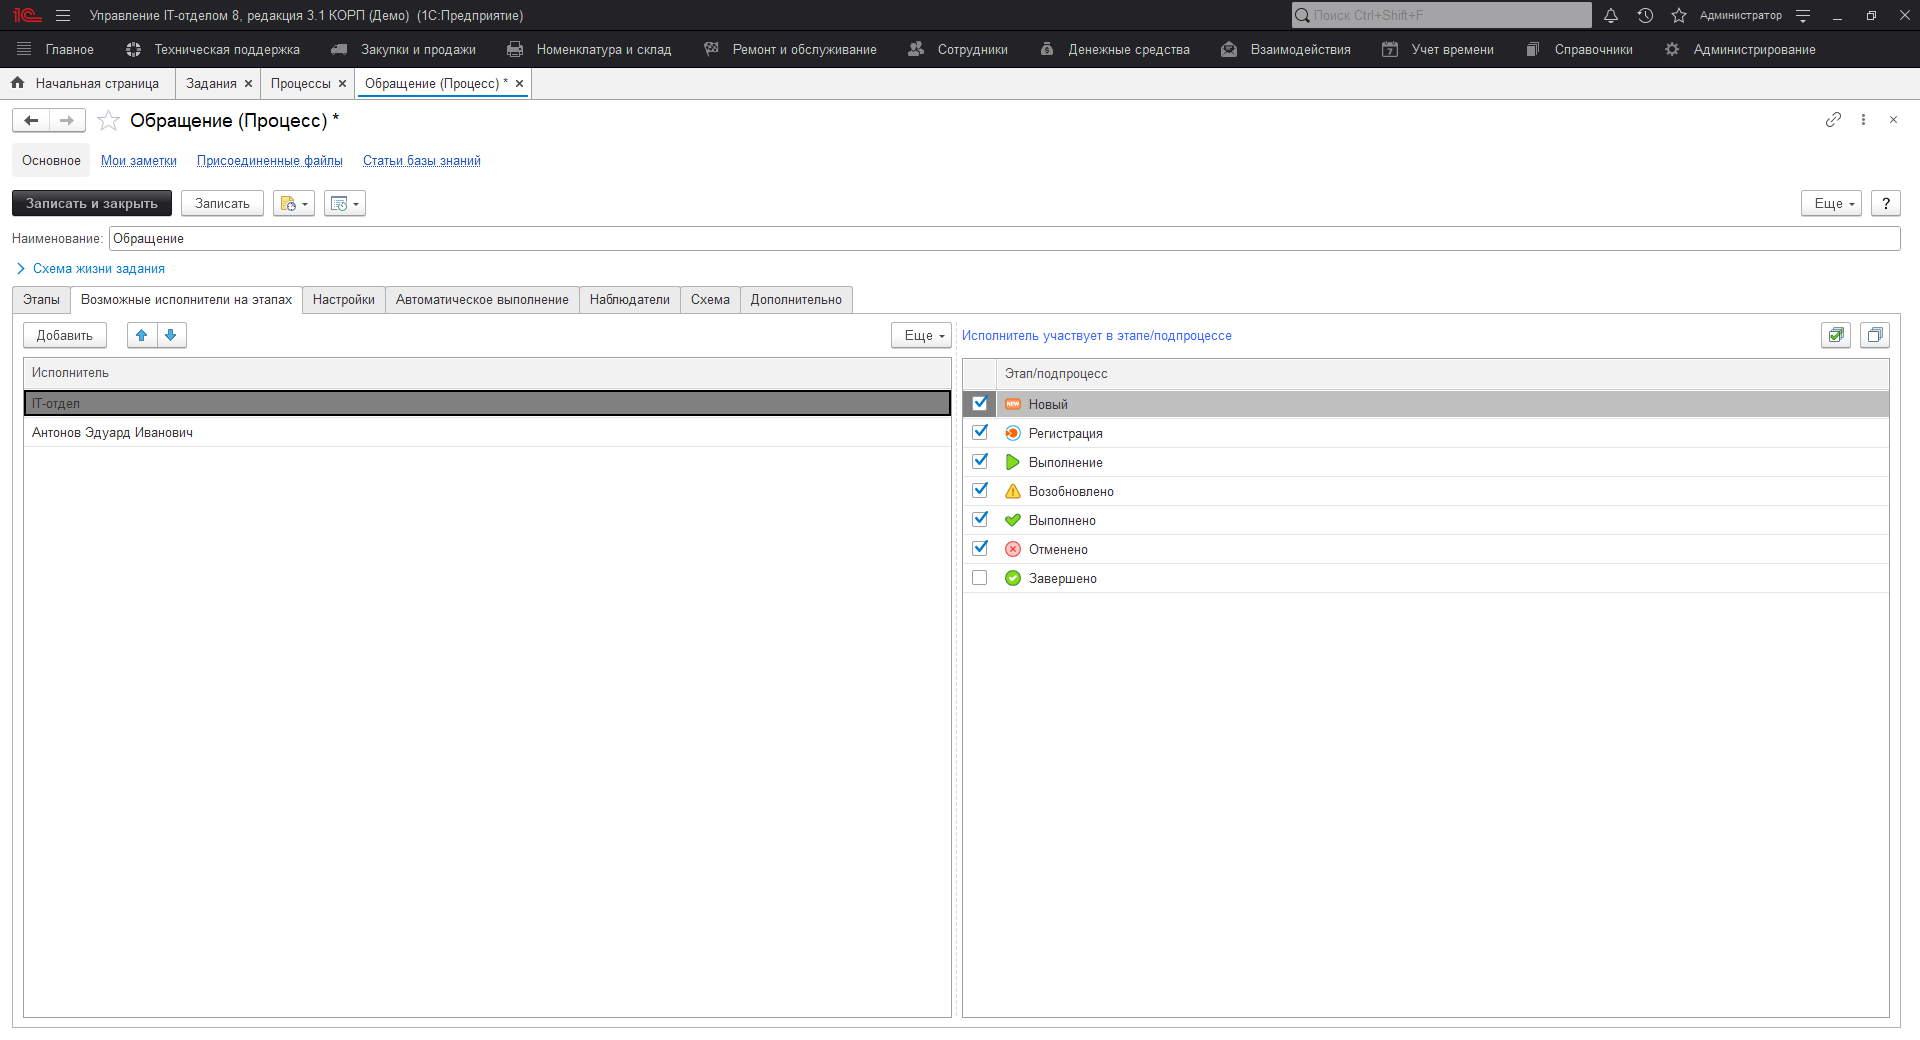 1С Управление IT-отделом 8, редакция 3.1 КОРП (Демо) (1С:Предприятие) Поиск Ctrl+Shift+F Администратор
Главное Техническая поддержка Закупки и продажи Номенклатура и склад Ремонт и обслуживание Сотрудники Денежные средства Взаимодействия 7 Учет времени Справочники Администрирование
Начальная страница Задания × Процессы × Обращение (Процесс) * ×
Обращение (Процесс) *
Основное Мои заметки Присоединенные файлы Статьи базы знаний
Записать и закрыть Записать Еще ?
Наименование: Обращение
Схема жизни задания
Этапы Возможные исполнители на этапах Настройки Автоматическое выполнение Наблюдатели Схема Дополнительно
Добавить Еще Исполнитель участвует в этапе/подпроцессе
Исполнитель
IT-отдел
Антонов Эдуард Иванович
Этап/подпроцесс
NEW Новый
Регистрация
Выполнение
Возобновлено
Выполнено
Отменено
Завершено